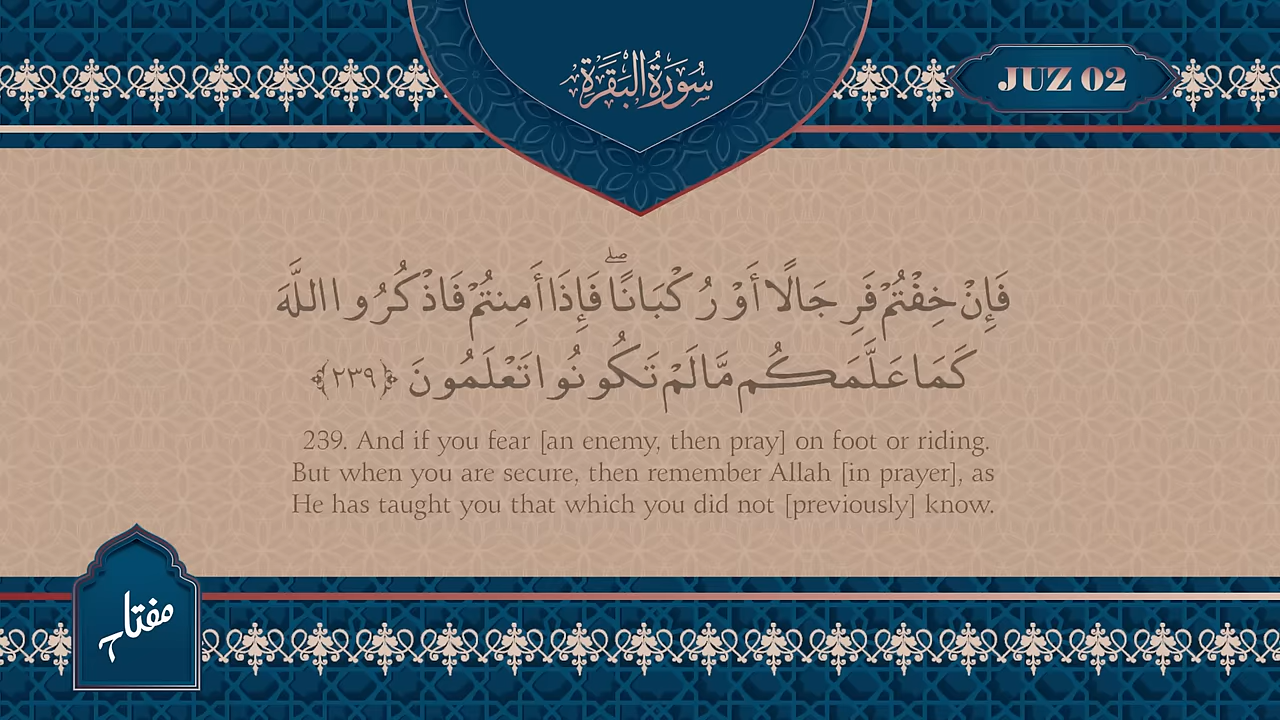 سُورَةُ البَقَرَةِ
JUZ 02
فَإِنْ خِفْتُمْ فَرِجَالًا أَوْ رُكْبَانًا ۖ فَإِذَا أَمِنتُمْ فَاذْكُرُوا اللَّهَ
كَمَا عَلَّمَكُم مَّا لَمْ تَكُونُوا تَعْلَمُونَ ﴿٢٣٩﴾
239. And if you fear [an enemy, then pray] on foot or riding.
But when you are secure, then remember Allah [in prayer], as
He has taught you that which you did not [previously] know.
مفتاح